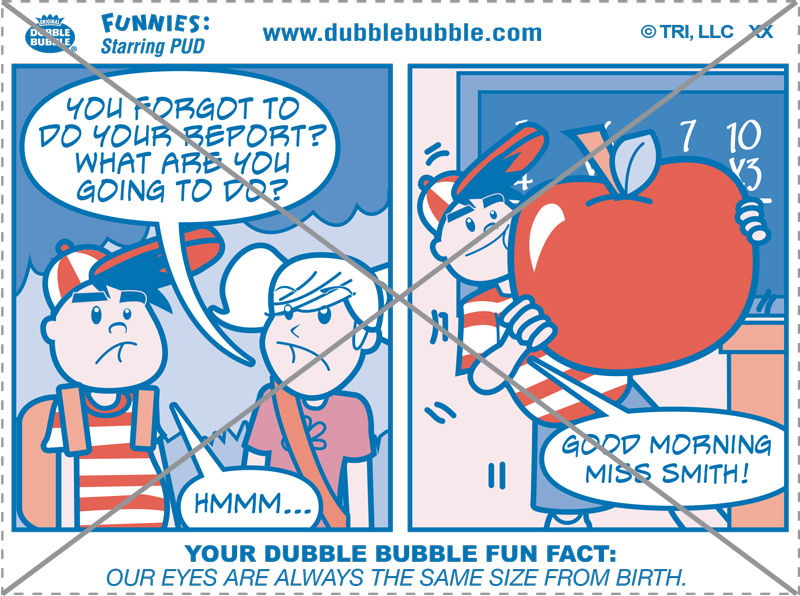 ORIGINAL
DUBBLE
BUBBLE®
FUNNIES:
Starring PUD
www.dubblebubble.com
© TRI, LLC XX
YOU FORGOT TO
DO YOUR REPORT?
WHAT ARE YOU
GOING TO DO?
HMMM...
7 10
+ x3
GOOD MORNING
MISS SMITH!
YOUR DUBBLE BUBBLE FUN FACT:
OUR EYES ARE ALWAYS THE SAME SIZE FROM BIRTH.